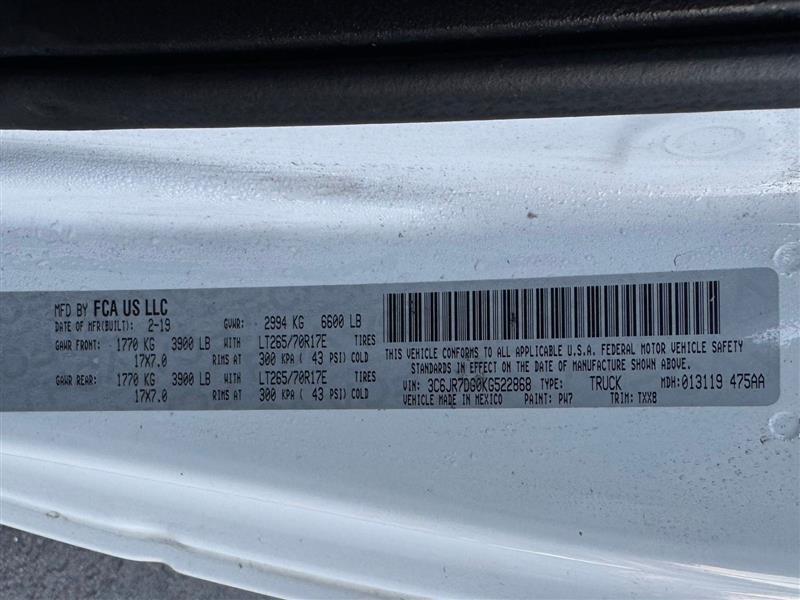 MFD BY FCA US LLC
DATE OF MFR(BUILT): 2-19 GVWR: 2994 KG 6600 LB
GAWR FRONT: 1770 KG 3900 LB WITH LT265/70R17E TIRES
17X7.0 RIMS AT 300 KPA ( 43 PSI) COLD
GAWR REAR: 1770 KG 3900 LB WITH LT265/70R17E TIRES
17X7.0 RIMS AT 300 KPA ( 43 PSI) COLD
THIS VEHICLE CONFORMS TO ALL APPLICABLE U.S.A. FEDERAL MOTOR VEHICLE SAFETY
STANDARDS IN EFFECT ON THE DATE OF MANUFACTURE SHOWN ABOVE.
VIN: 3C6JR7DG0KG522868 TYPE: TRUCK MDH: 013119 475AA
VEHICLE MADE IN MEXICO PAINT: PW7 TRIM: TXX8